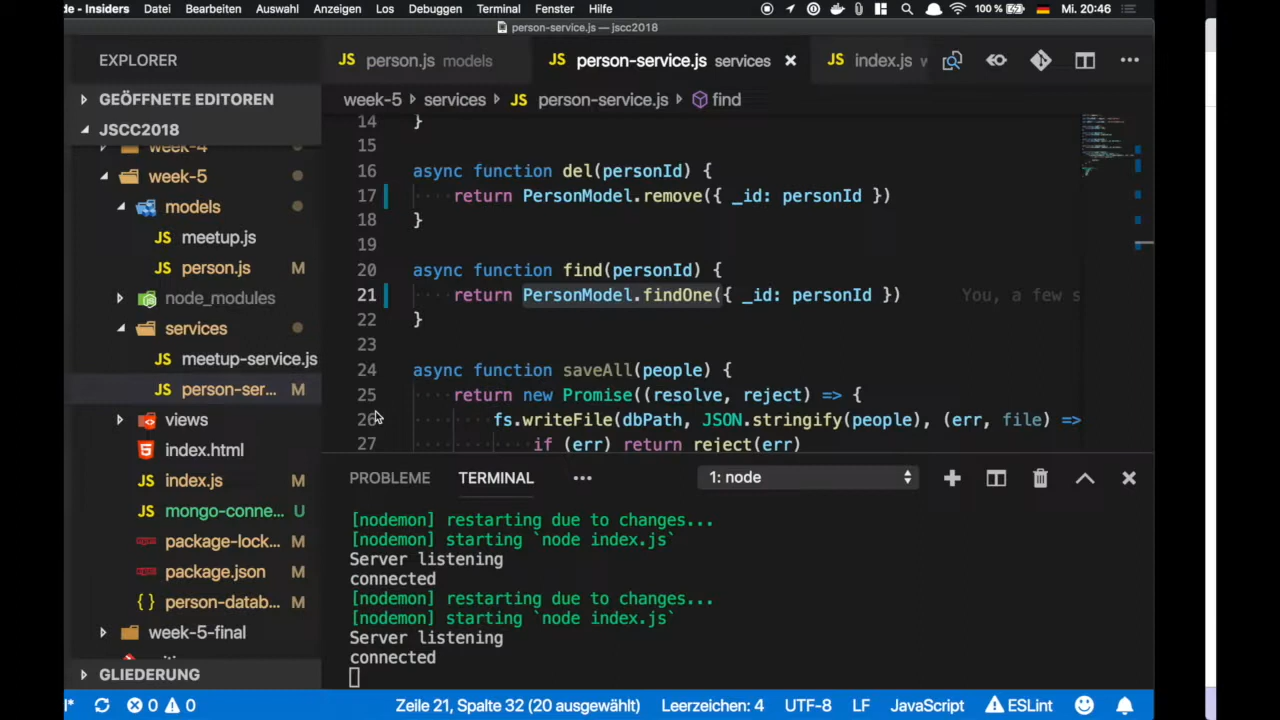 de - Insiders Datei Bearbeiten Auswahl Anzeigen Los Debuggen Terminal Fenster Hilfe 100 % Mi. 20:46
person-service.js — jscc2018
EXPLORER
GEÖFFNETE EDITOREN
JSCC2018
week-4
week-5
models
JS meetup.js
JS person.js M
node_modules
services
JS meetup-service.js
JS person-ser... M
views
index.html
JS index.js M
JS mongo-conne... U
package-lock... M
package.json M
{ } person-datab... M
week-5-final
GLIEDERUNG
JS person.js models JS person-service.js services JS index.js w
week-5 services JS person-service.js find
14 }
15
16 async function del(personId) {
17 return PersonModel.remove({ _id: personId })
18 }
19
20 async function find(personId) {
21 return PersonModel.findOne({ _id: personId }) You, a few s
22 }
23
24 async function saveAll(people) {
25 return new Promise((resolve, reject) => {
26 fs.writeFile(dbPath, JSON.stringify(people), (err, file) =>
27 if (err) return reject(err)
PROBLEME TERMINAL 1: node
[nodemon] restarting due to changes...
[nodemon] starting `node index.js`
Server listening
connected
[nodemon] restarting due to changes...
[nodemon] starting `node index.js`
Server listening
connected
0 0 Zeile 21, Spalte 32 (20 ausgewählt) Leerzeichen: 4 UTF-8 LF JavaScript ESLint